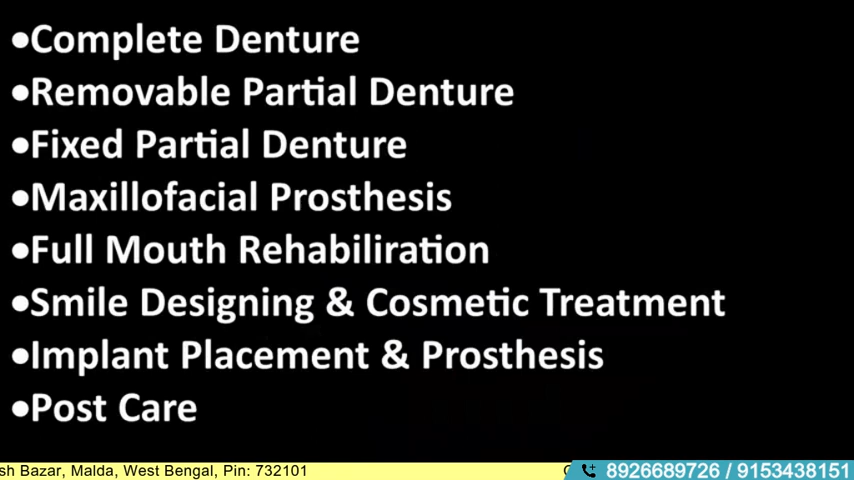 •Complete Denture
•Removable Partial Denture
•Fixed Partial Denture
•Maxillofacial Prosthesis
•Full Mouth Rehabiliration
•Smile Designing & Cosmetic Treatment
•Implant Placement & Prosthesis
•Post Care
Bazar, Malda, West Bengal, Pin: 732101
8926689726 / 9153438151